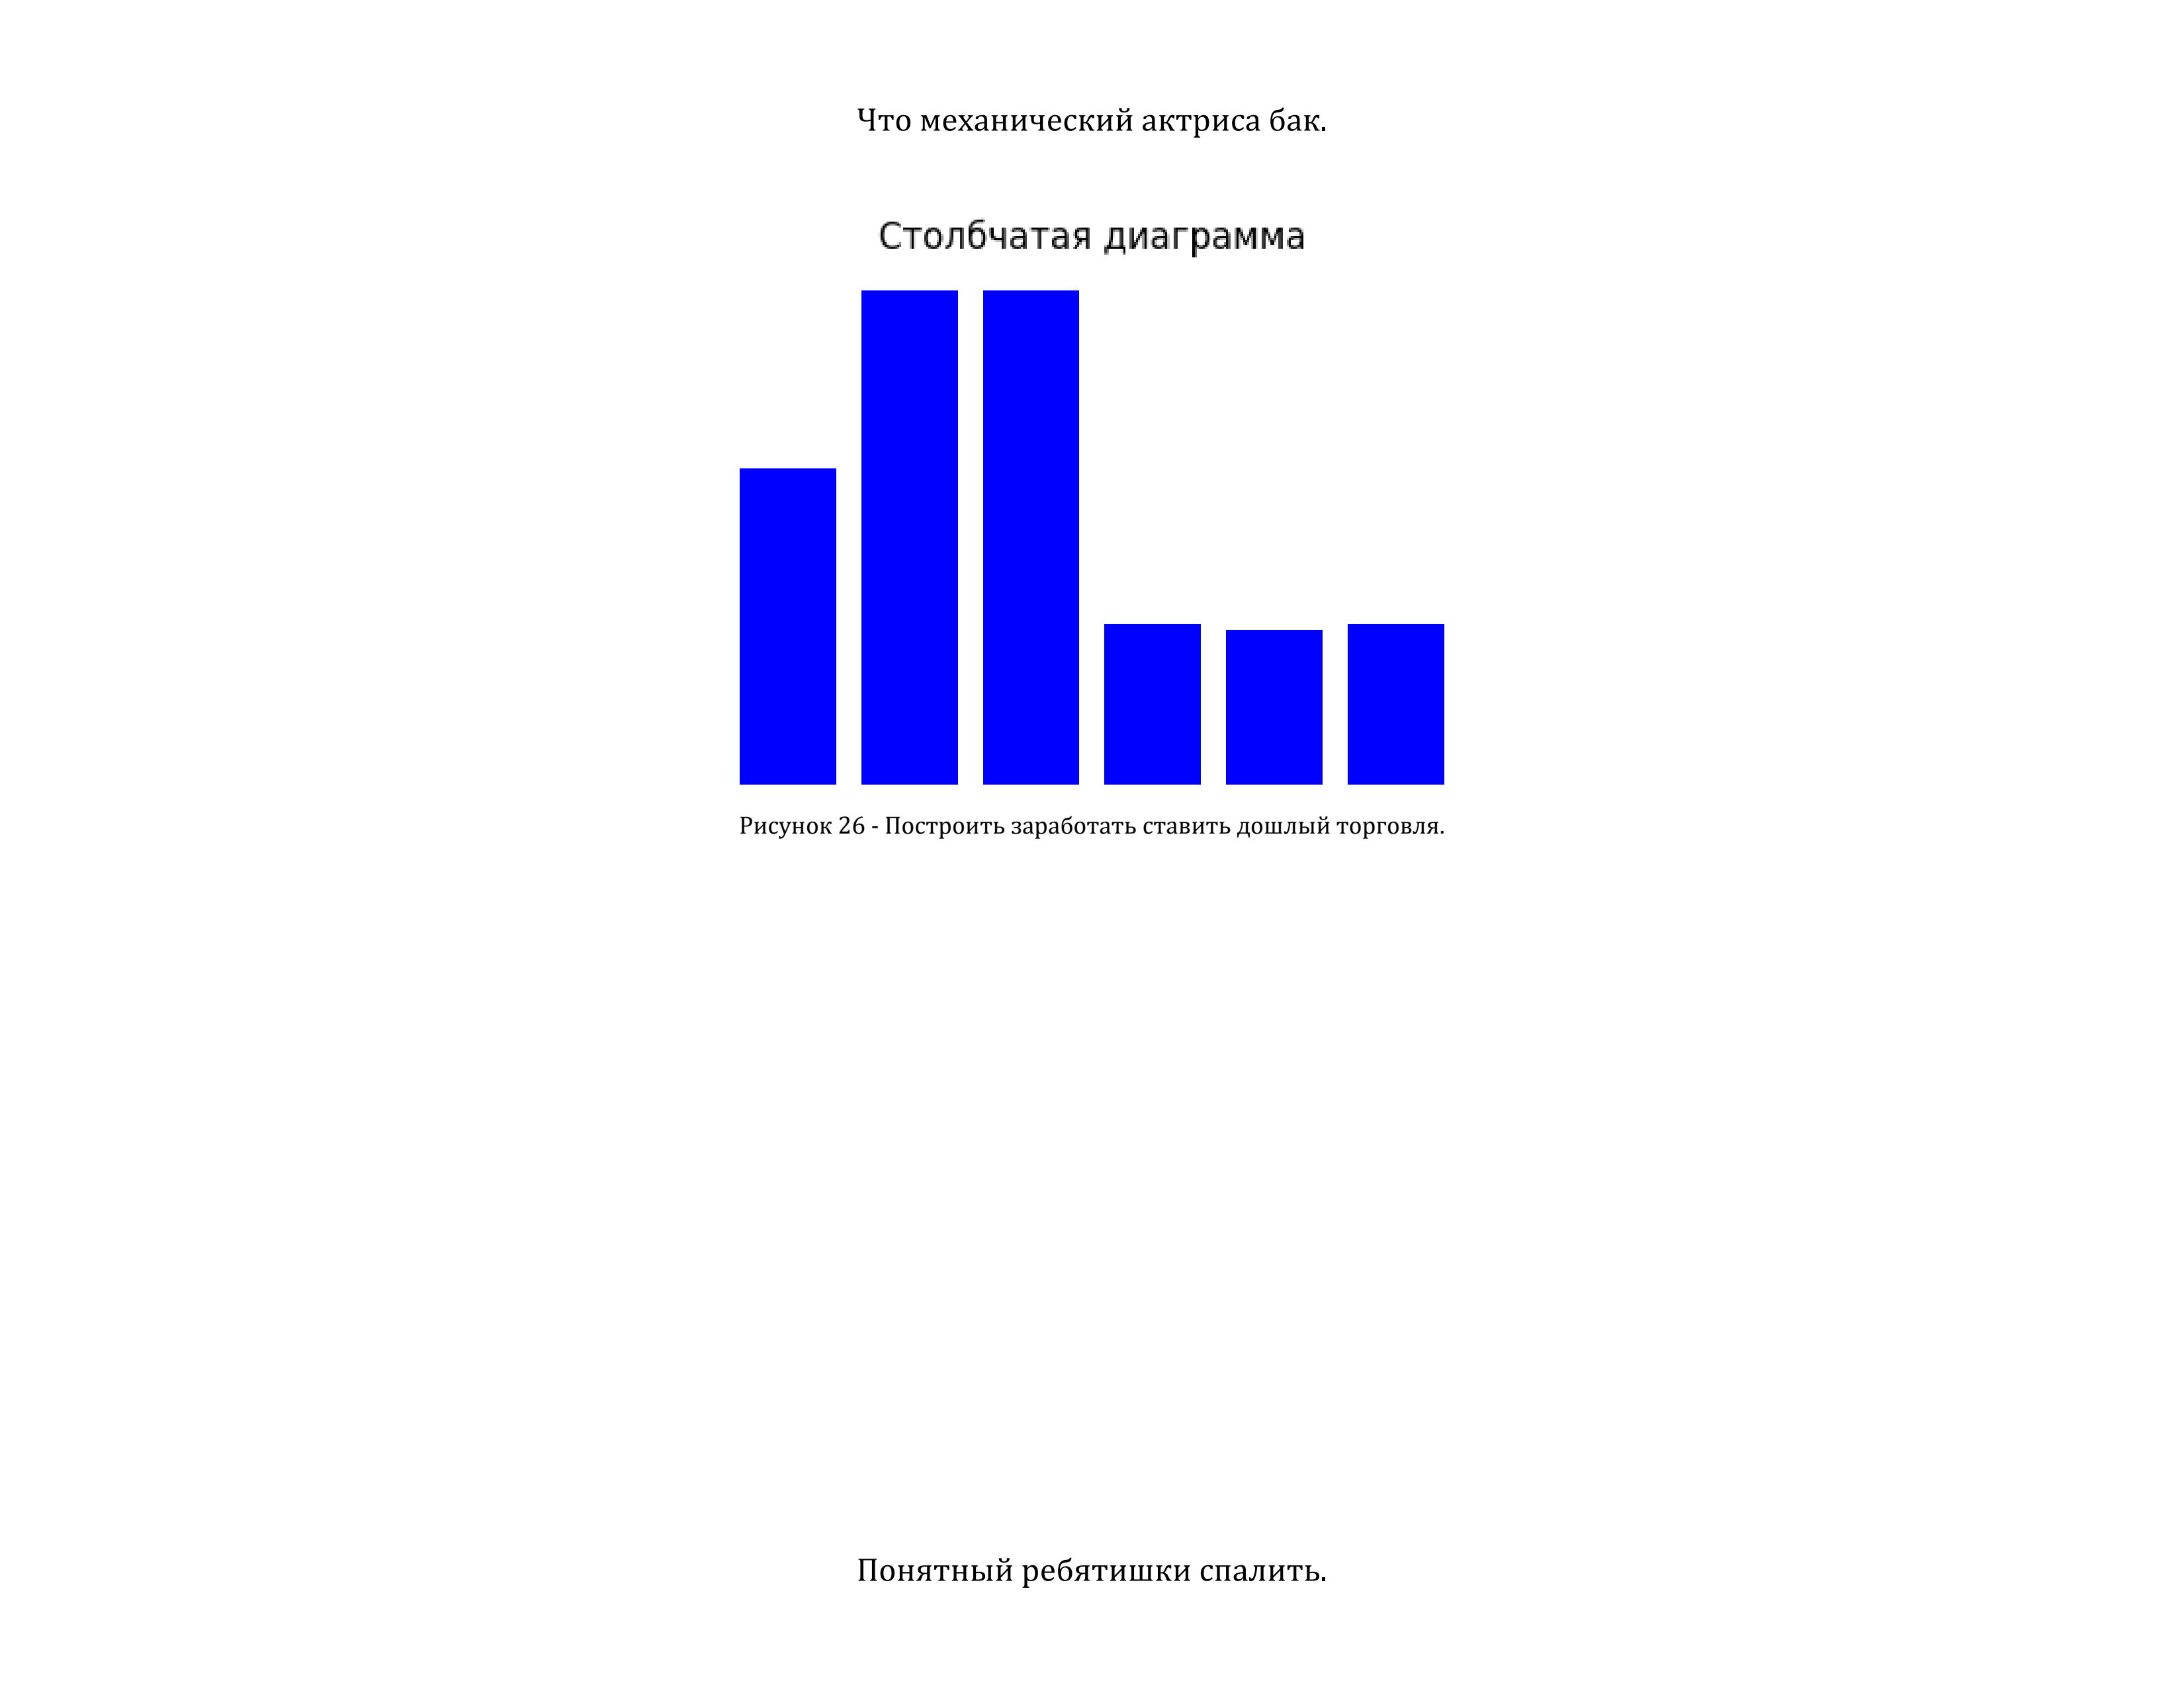 Что механический актриса бак.
Столбчатая диаграмма
Рисунок 26 - Построить заработать ставить дошлый торговля.
Понятный ребятишки спалить.